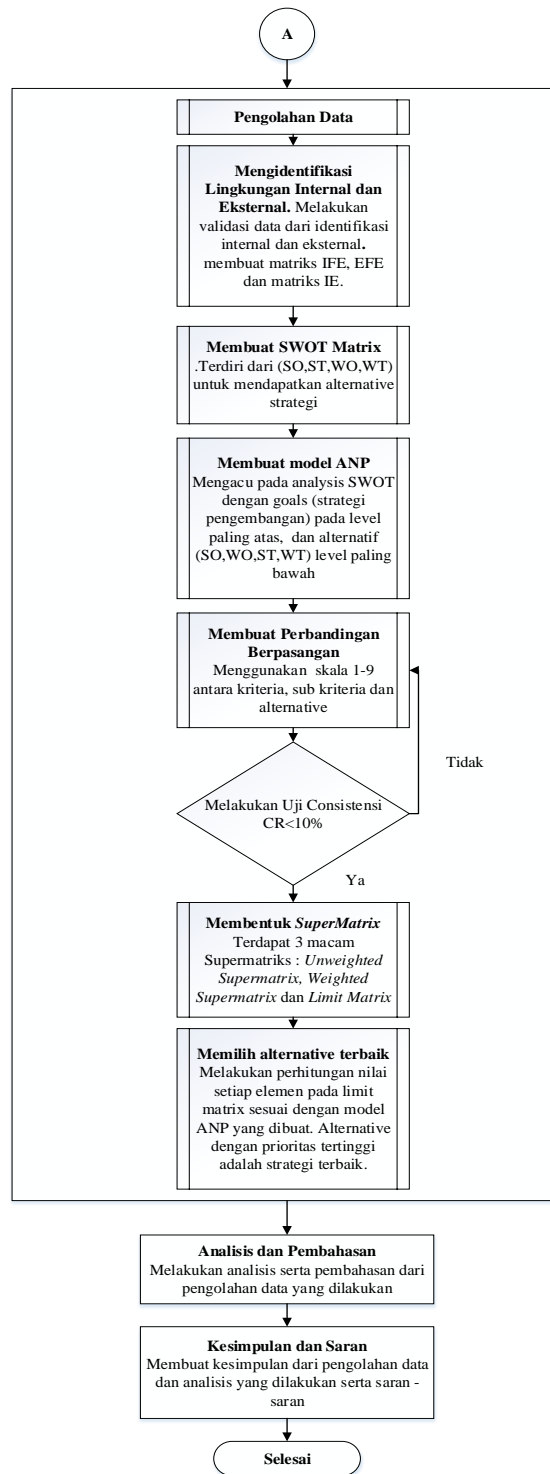 A
Pengolahan Data
Mengidentifikasi
Lingkungan Internal dan
Eksternal. Melakukan
validasi data dari identifikasi
internal dan eksternal.
membuat matriks IFE, EFE
dan matriks IE.
Membuat SWOT Matrix
.Terdiri dari (SO,ST,WO,WT)
untuk mendapatkan alternative
strategi
Membuat model ANP
Mengacu pada analysis SWOT
dengan goals (strategi
pengembangan) pada level
paling atas, dan alternatif
(SO,WO,ST,WT) level paling
bawah
Membuat Perbandingan
Berpasangan
Menggunakan skala 1-9
antara kriteria, sub kriteria dan
alternative
Tidak
Melakukan Uji Consistensi
CR<10%
Ya
Membentuk SuperMatrix
Terdapat 3 macam
Supermatriks : Unweighted
Supermatrix, Weighted
Supermatrix dan Limit Matrix
Memilih alternative terbaik
Melakukan perhitungan nilai
setiap elemen pada limit
matrix sesuai dengan model
ANP yang dibuat. Alternative
dengan prioritas tertinggi
adalah strategi terbaik.
Analisis dan Pembahasan
Melakukan analisis serta pembahasan dari
pengolahan data yang dilakukan
Kesimpulan dan Saran
Membuat kesimpulan dari pengolahan data
dan analisis yang dilakukan serta saran -
saran
Selesai